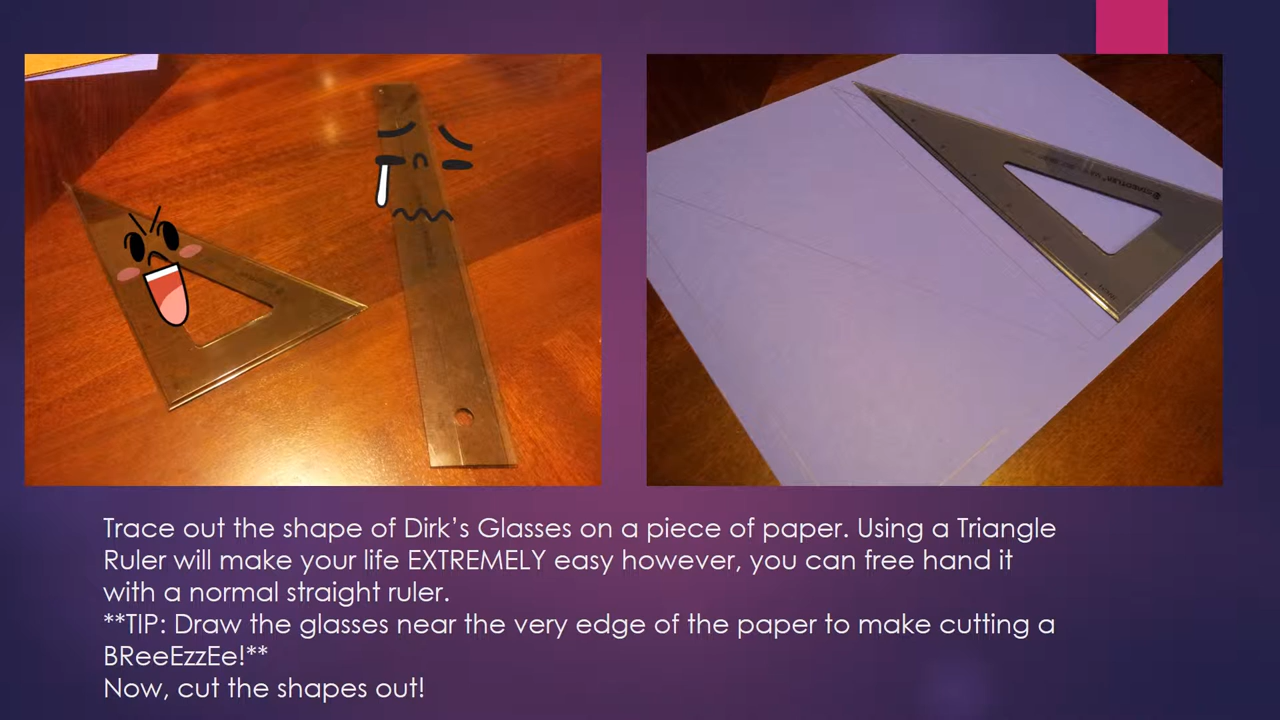 STAEDTLER
Trace out the shape of Dirk’s Glasses on a piece of paper. Using a Triangle
Ruler will make your life EXTREMELY easy however, you can free hand it
with a normal straight ruler.
**TIP: Draw the glasses near the very edge of the paper to make cutting a
BReeEzzEe!**
Now, cut the shapes out!